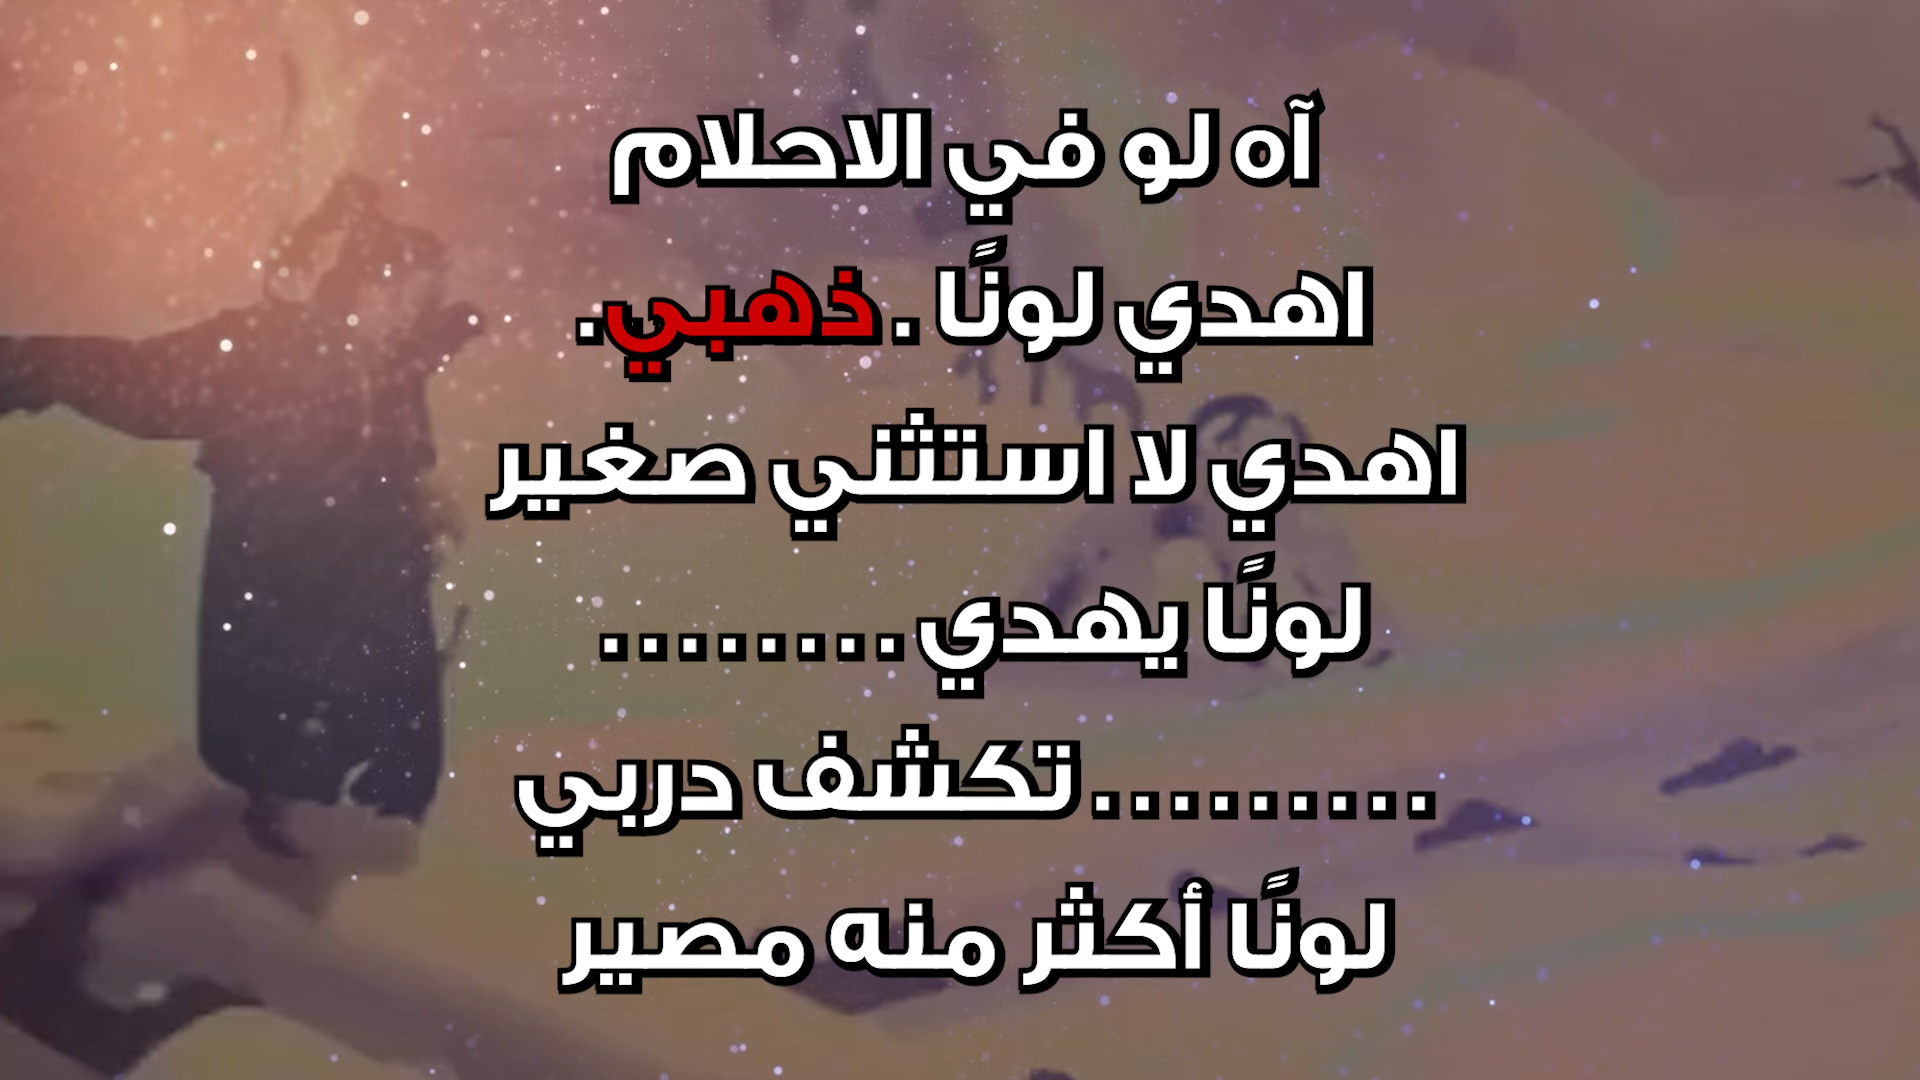 آه لو في الاحلام
اهدي لونًا . ذهبي.
اهدي لا استثني صغير
لونًا يهدي ........
......... تكشف دربي
لونًا أكثر منه مصير